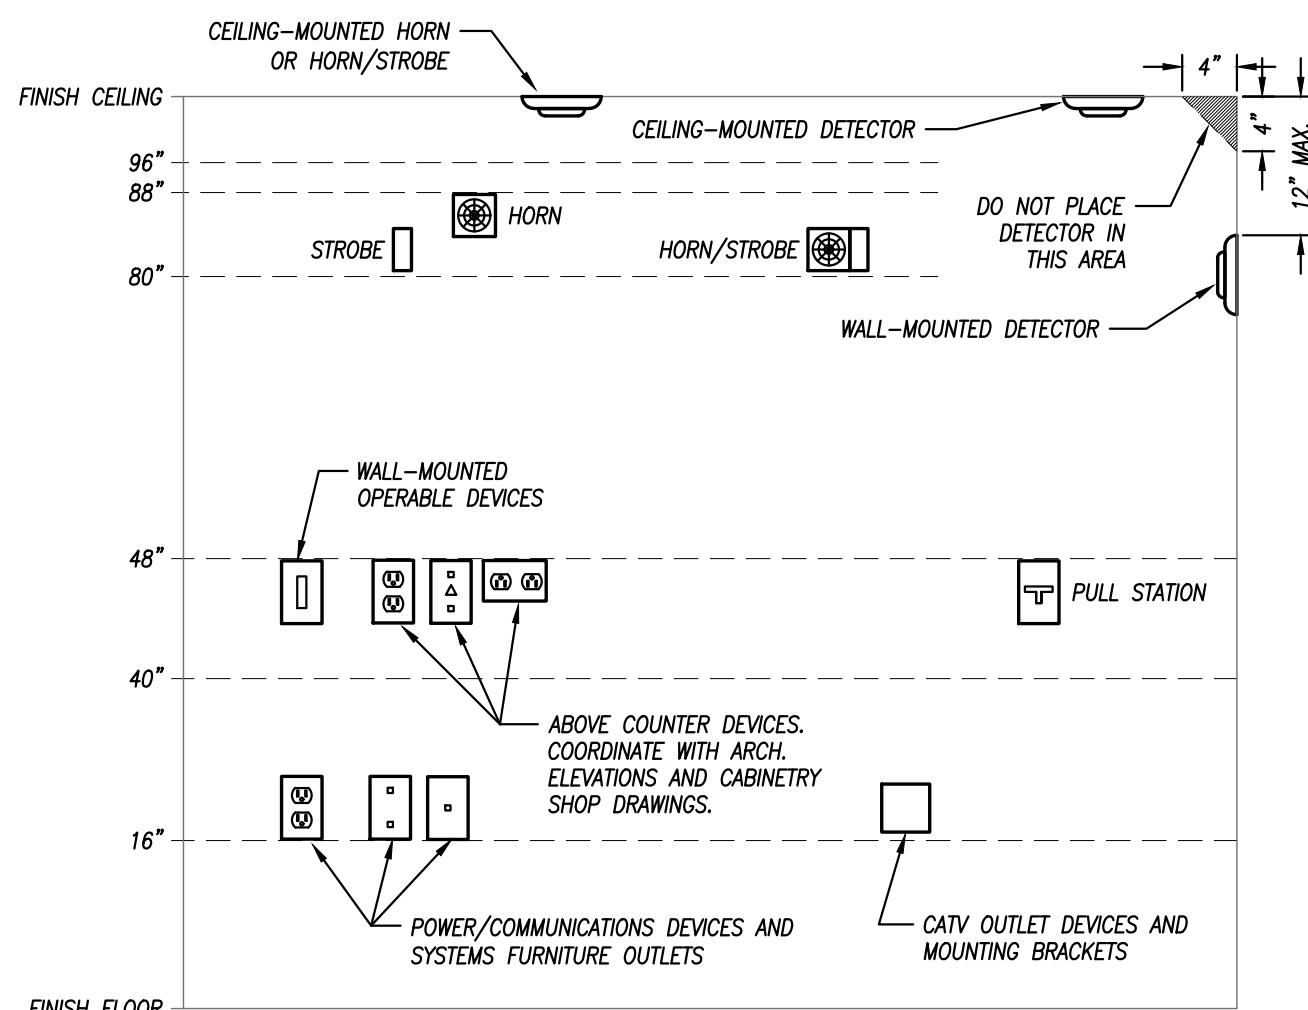 CEILING-MOUNTED HORN
OR HORN/STROBE
4"
FINISH CEILING
CEILING-MOUNTED DETECTOR
4"
12" MAX.
96"
88"
HORN
DO NOT PLACE
DETECTOR IN
THIS AREA
STROBE
HORN/STROBE
80"
WALL-MOUNTED DETECTOR
WALL-MOUNTED
OPERABLE DEVICES
48"
PULL STATION
40"
ABOVE COUNTER DEVICES.
COORDINATE WITH ARCH.
ELEVATIONS AND CABINETRY
SHOP DRAWINGS.
16"
POWER/COMMUNICATIONS DEVICES AND
SYSTEMS FURNITURE OUTLETS
CATV OUTLET DEVICES AND
MOUNTING BRACKETS
FINISH FLOOR